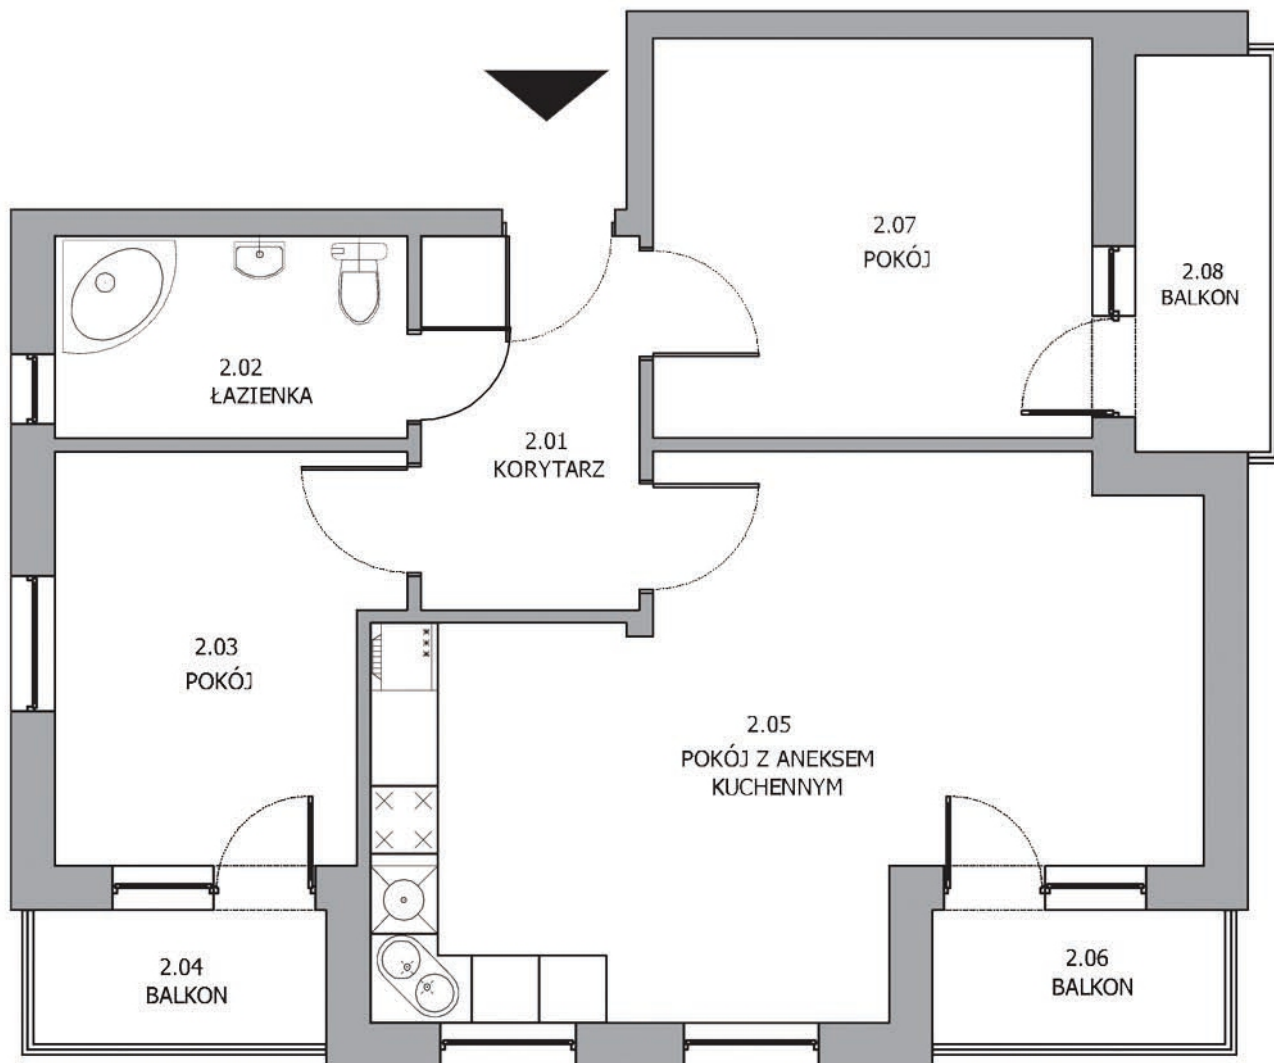 2.07
POKÓJ
2.08
BALKON
2.02
ŁAZIENKA
2.01
KORYTARZ
2.03
POKÓJ
2.05
POKÓJ Z ANEKSEM
KUCHENNYM
2.04
BALKON
2.06
BALKON